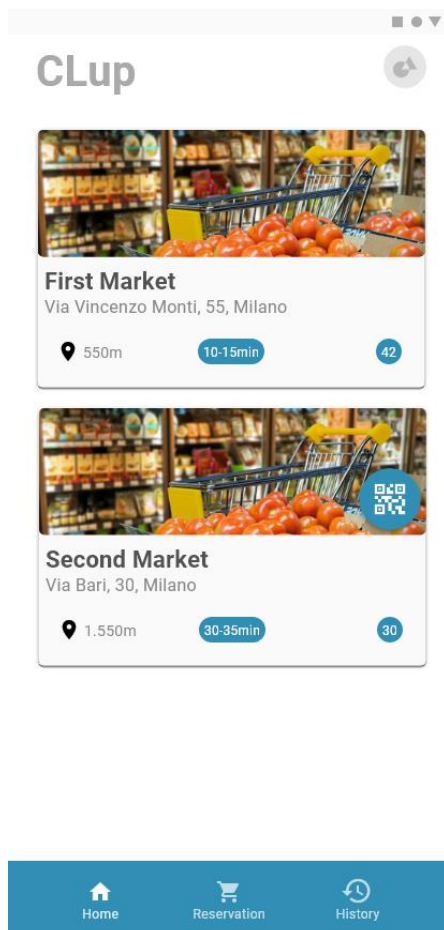 CLup
First Market
Via Vincenzo Monti, 55, Milano
550m 10-15min 42
Second Market
Via Bari, 30, Milano
1.550m 30-35min 30
Home Reservation History